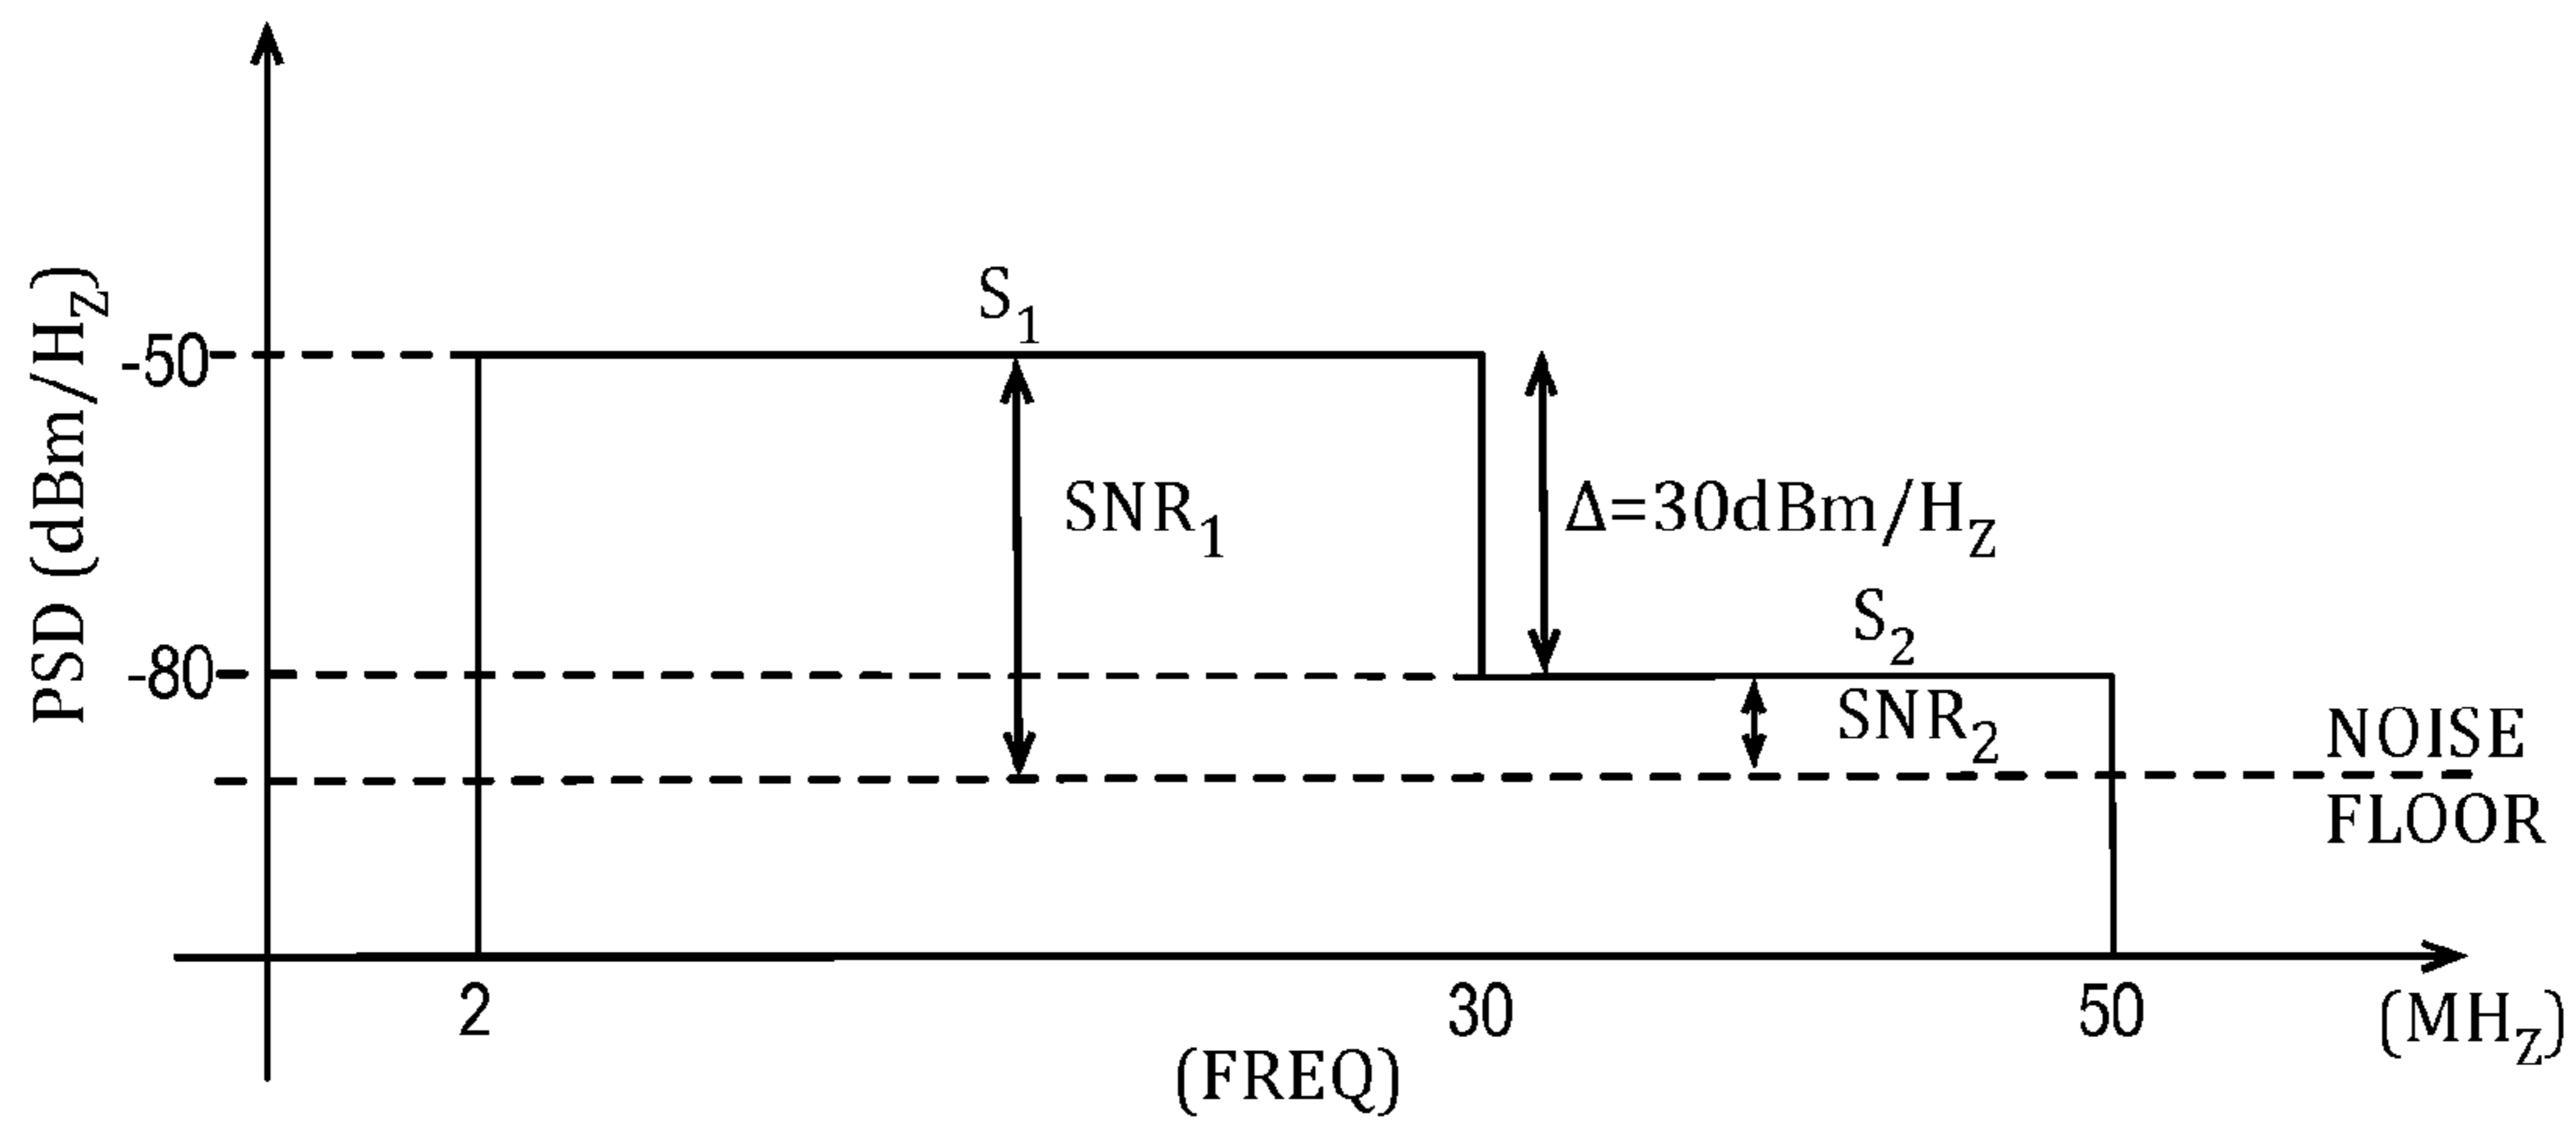 PSD (dBm/HZ)
-50
S1
SNR1
Δ=30dBm/HZ
-80
S2
SNR2
NOISE
FLOOR
2
30
50
(MHZ)
(FREQ)